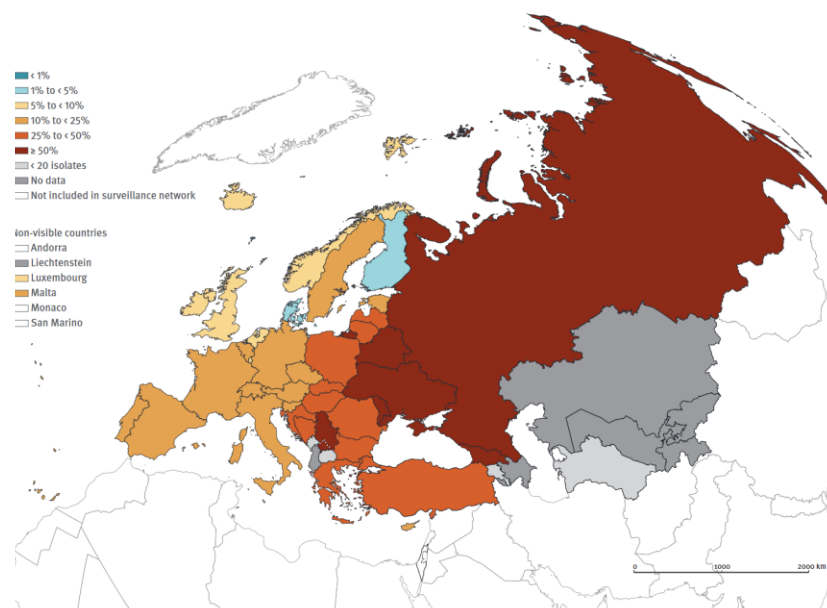 < 1%
1% to < 5%
5% to < 10%
10% to < 25%
25% to < 50%
≥ 50%
< 20 isolates
No data
Not included in surveillance network
on-visible countries
Andorra
Liechtenstein
Luxembourg
Malta
Monaco
San Marino
0 1000 2000 km